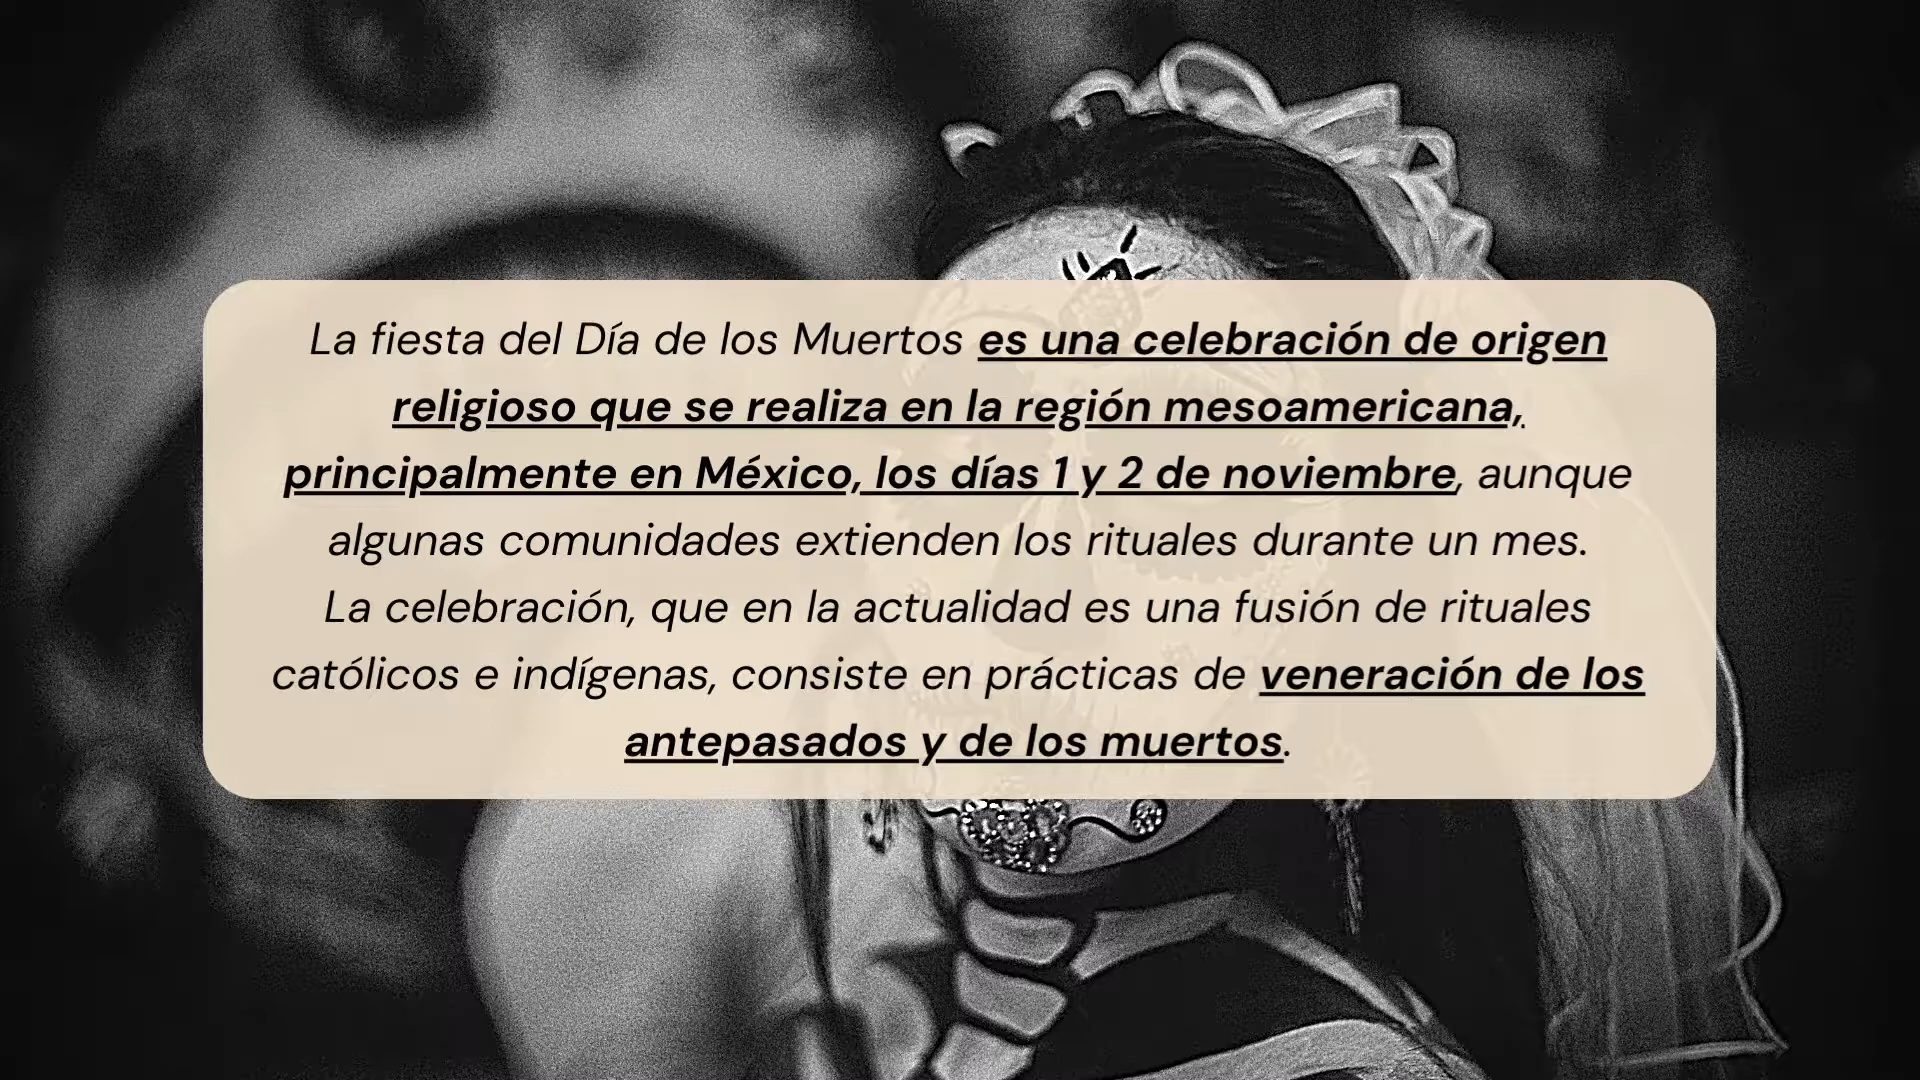 La fiesta del Día de los Muertos es una celebración de origen
religioso que se realiza en la región mesoamericana,
principalmente en México, los días 1 y 2 de noviembre, aunque
algunas comunidades extienden los rituales durante un mes.
La celebración, que en la actualidad es una fusión de rituales
católicos e indígenas, consiste en prácticas de veneración de los
antepasados y de los muertos.